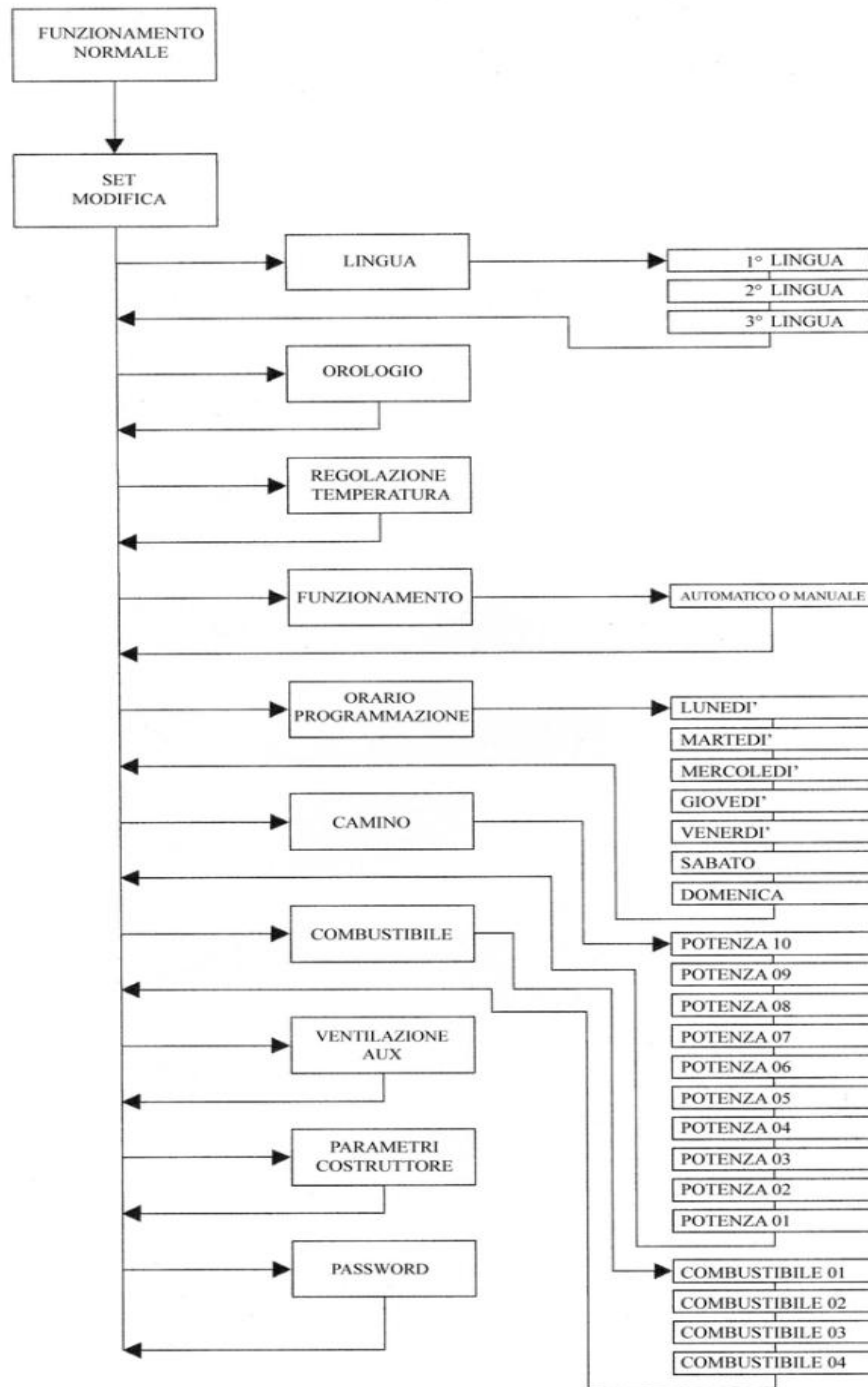 FUNZIONAMENTO
NORMALE
SET
MODIFICA
LINGUA
1° LINGUA
2° LINGUA
3° LINGUA
OROLOGIO
REGOLAZIONE
TEMPERATURA
FUNZIONAMENTO
AUTOMATICO O MANUALE
ORARIO
PROGRAMMAZIONE
LUNEDI'
MARTEDI'
MERCOLEDI'
GIOVEDI'
VENERDI'
SABATO
DOMENICA
CAMINO
POTENZA 10
POTENZA 09
POTENZA 08
POTENZA 07
POTENZA 06
POTENZA 05
POTENZA 04
POTENZA 03
POTENZA 02
POTENZA 01
COMBUSTIBILE
COMBUSTIBILE 01
COMBUSTIBILE 02
COMBUSTIBILE 03
COMBUSTIBILE 04
VENTILAZIONE
AUX
PARAMETRI
COSTRUTTORE
PASSWORD